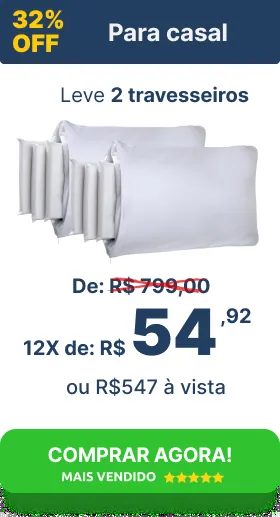 32%
OFF
Para casal
Leve 2 travesseiros
De: R$ 799,00
12X de: R$ 54,92
ou R$547 à vista
COMPRAR AGORA!
MAIS VENDIDO